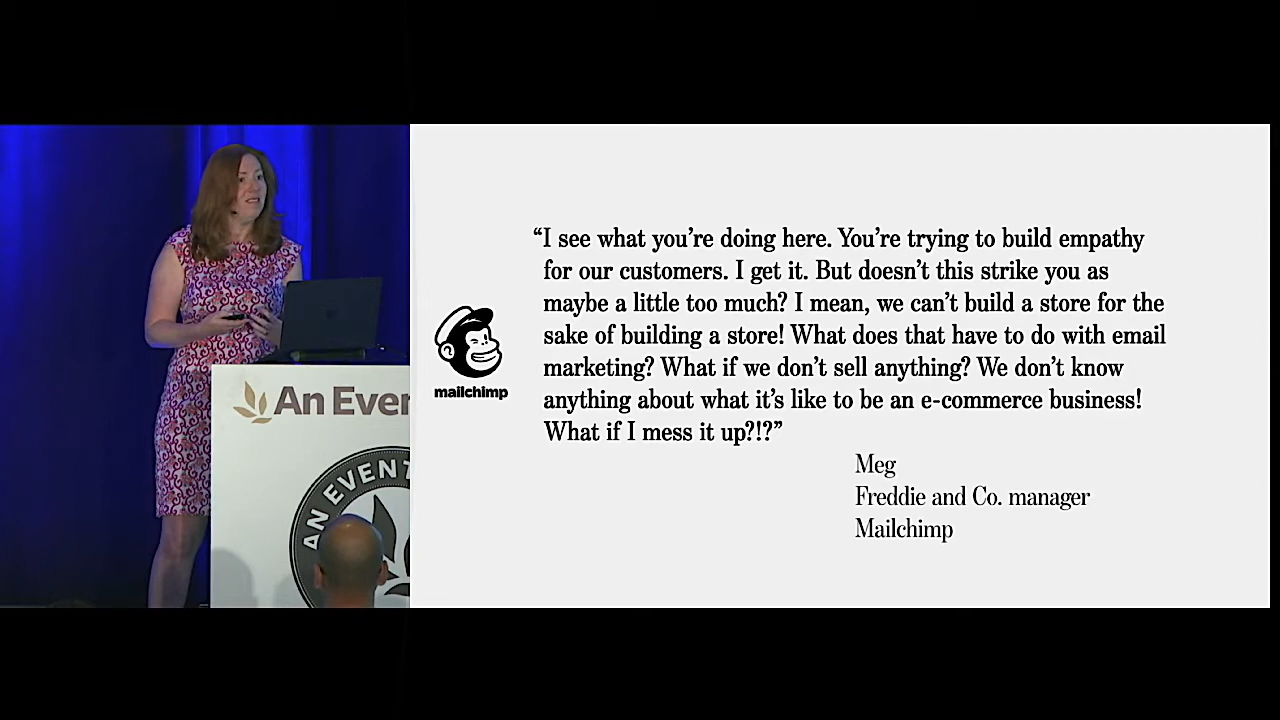 “I see what you’re doing here. You’re trying to build empathy
for our customers. I get it. But doesn’t this strike you as
maybe a little too much? I mean, we can’t build a store for the
sake of building a store! What does that have to do with email
marketing? What if we don’t sell anything? We don’t know
anything about what it’s like to be an e-commerce business!
What if I mess it up?!?”
Meg
Freddie and Co. manager
Mailchimp
mailchimp
An Even
AN EVENT